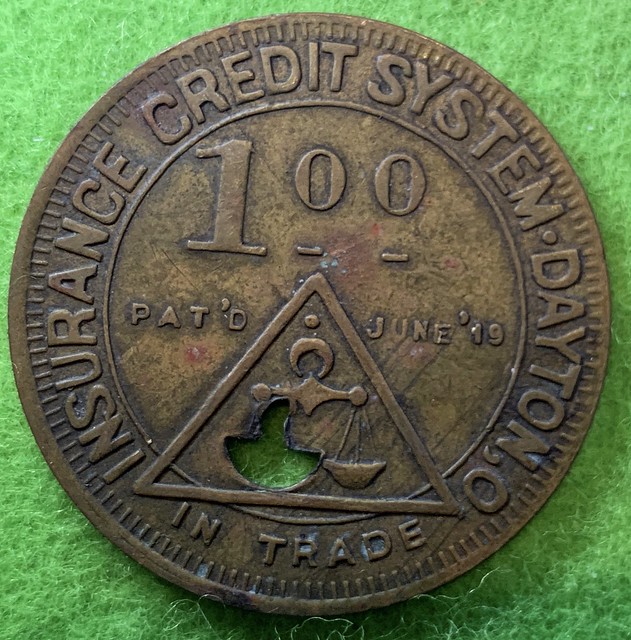 INSURANCE CREDIT SYSTEM · DAYTON, O
1 00
PAT'D JUNE '19
IN TRADE